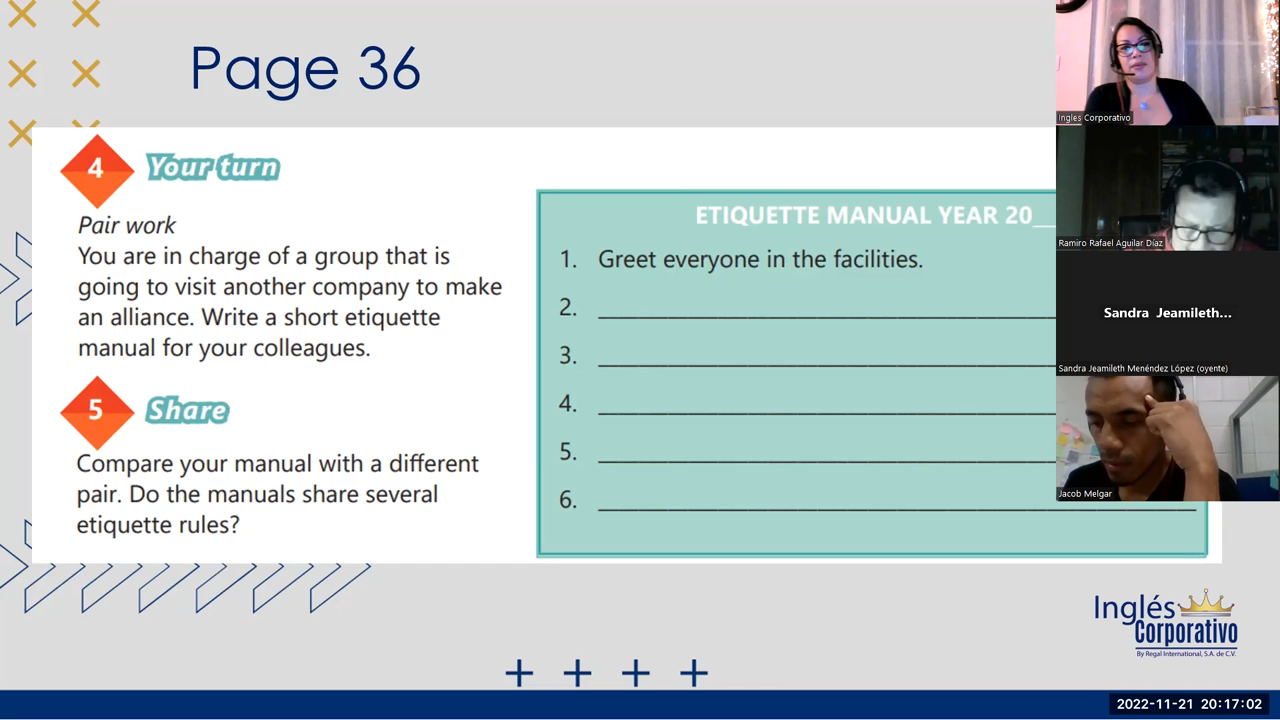 Page 36
4
Your turn
Pair work
You are in charge of a group that is
going to visit another company to make
an alliance. Write a short etiquette
manual for your colleagues.
5
Share
Compare your manual with a different
pair. Do the manuals share several
etiquette rules?
ETIQUETTE MANUAL YEAR 20__
1. Greet everyone in the facilities.
2.
3.
4.
5.
6.
Ingles Corporativo
Ramiro Rafael Aguilar Díaz
Sandra Jeamileth...
Sandra Jeamileth Menéndez López (oyente)
Jacob Melgar
Inglés
Corporativo
By Regal International, S.A. de C.V.
2022-11-21 20:17:02